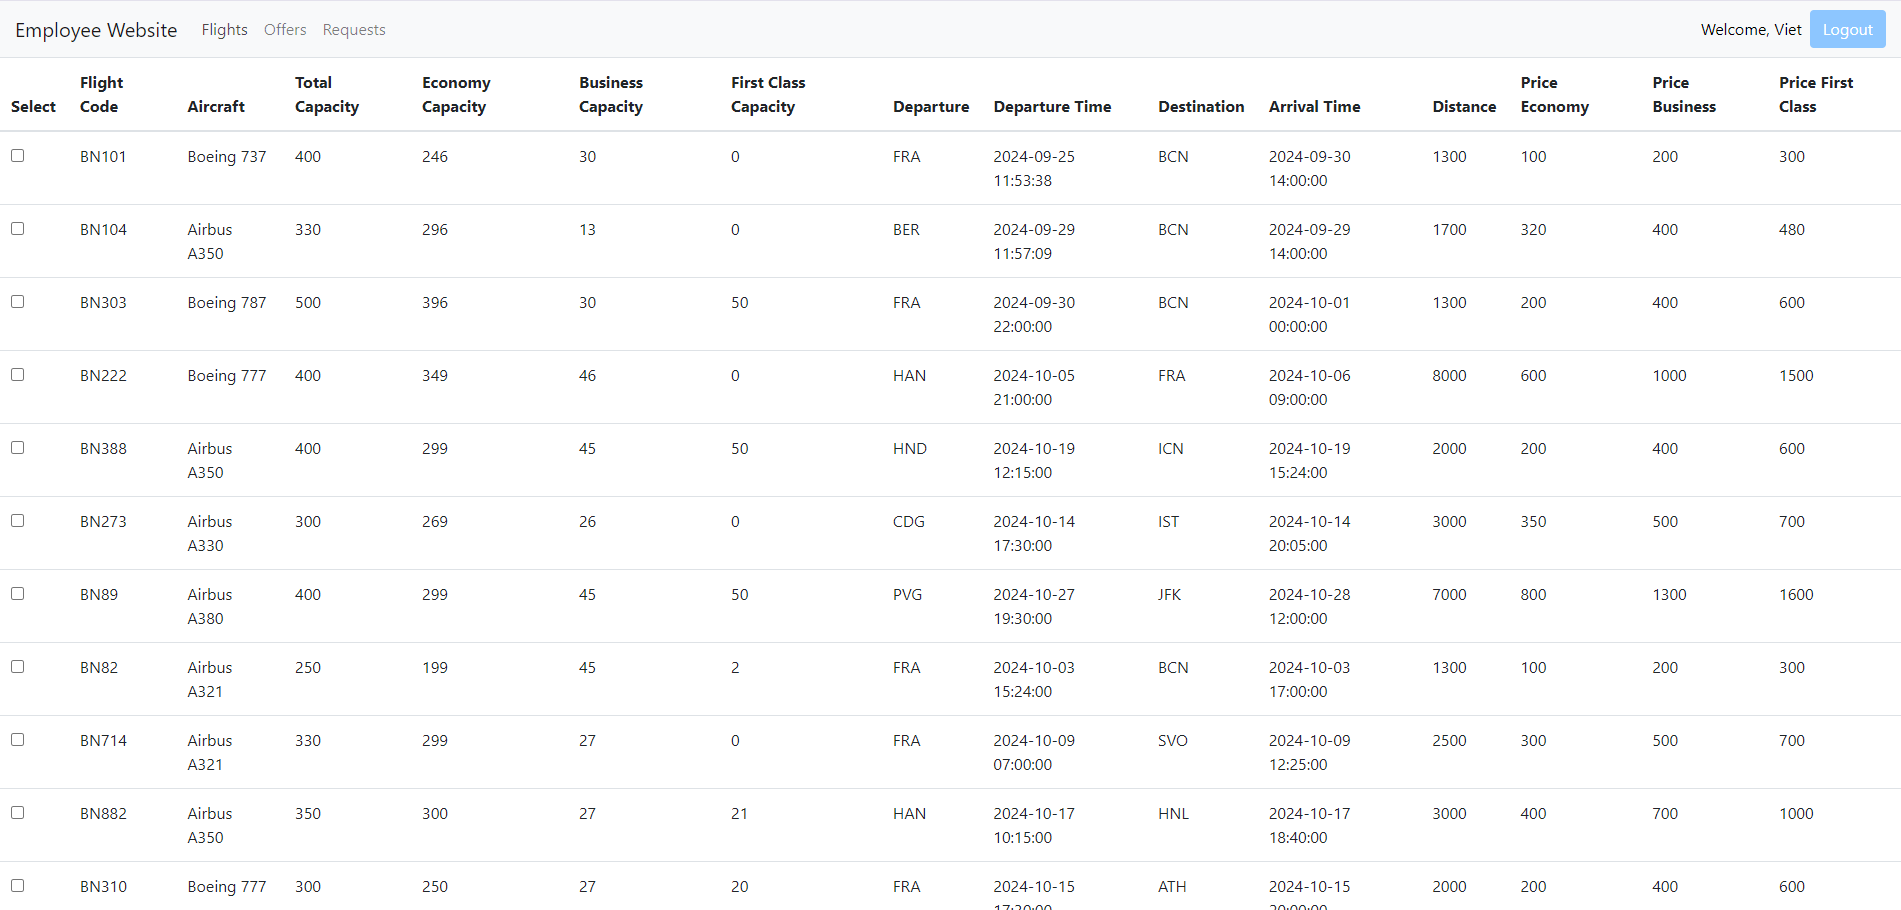 Employee Website Flights Offers Requests Welcome, Viet Logout
Select Flight Code Aircraft Total Capacity Economy Capacity Business Capacity First Class Capacity Departure Departure Time Destination Arrival Time Distance Price Economy Price Business Price First Class
BN101 Boeing 737 400 246 30 0 FRA 2024-09-25 11:53:38 BCN 2024-09-30 14:00:00 1300 100 200 300
BN104 Airbus A350 330 296 13 0 BER 2024-09-29 11:57:09 BCN 2024-09-29 14:00:00 1700 320 400 480
BN303 Boeing 787 500 396 30 50 FRA 2024-09-30 22:00:00 BCN 2024-10-01 00:00:00 1300 200 400 600
BN222 Boeing 777 400 349 46 0 HAN 2024-10-05 21:00:00 FRA 2024-10-06 09:00:00 8000 600 1000 1500
BN388 Airbus A350 400 299 45 50 HND 2024-10-19 12:15:00 ICN 2024-10-19 15:24:00 2000 200 400 600
BN273 Airbus A330 300 269 26 0 CDG 2024-10-14 17:30:00 IST 2024-10-14 20:05:00 3000 350 500 700
BN89 Airbus A380 400 299 45 50 PVG 2024-10-27 19:30:00 JFK 2024-10-28 12:00:00 7000 800 1300 1600
BN82 Airbus A321 250 199 45 2 FRA 2024-10-03 15:24:00 BCN 2024-10-03 17:00:00 1300 100 200 300
BN714 Airbus A321 330 299 27 0 FRA 2024-10-09 07:00:00 SVO 2024-10-09 12:25:00 2500 300 500 700
BN882 Airbus A350 350 300 27 21 HAN 2024-10-17 10:15:00 HNL 2024-10-17 18:40:00 3000 400 700 1000
BN310 Boeing 777 300 250 27 20 FRA 2024-10-15 ATH 2024-10-15 2000 200 400 600